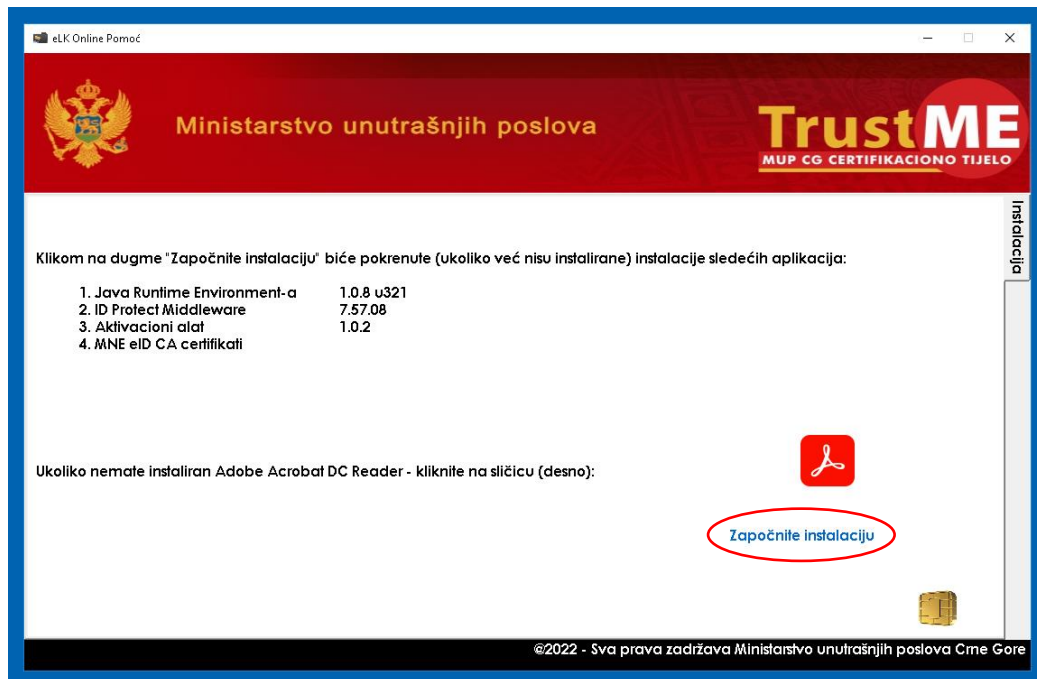 eLK Online Pomoć
Ministarstvo unutrašnjih poslova
TrustME
MUP CG CERTIFIKACIONO TIJELO
Instalacija
Klikom na dugme "Započnite instalaciju" biće pokrenute (ukoliko već nisu instalirane) instalacije sledećih aplikacija:
1. Java Runtime Environment-a 1.0.8 u321
2. ID Protect Middleware 7.57.08
3. Aktivacioni alat 1.0.2
4. MNE eID CA certifikati
Ukoliko nemate instaliran Adobe Acrobat DC Reader - kliknite na sličicu (desno):
Započnite instalaciju
©2022 - Sva prava zadržava Ministarstvo unutrašnjih poslova Crne Gore